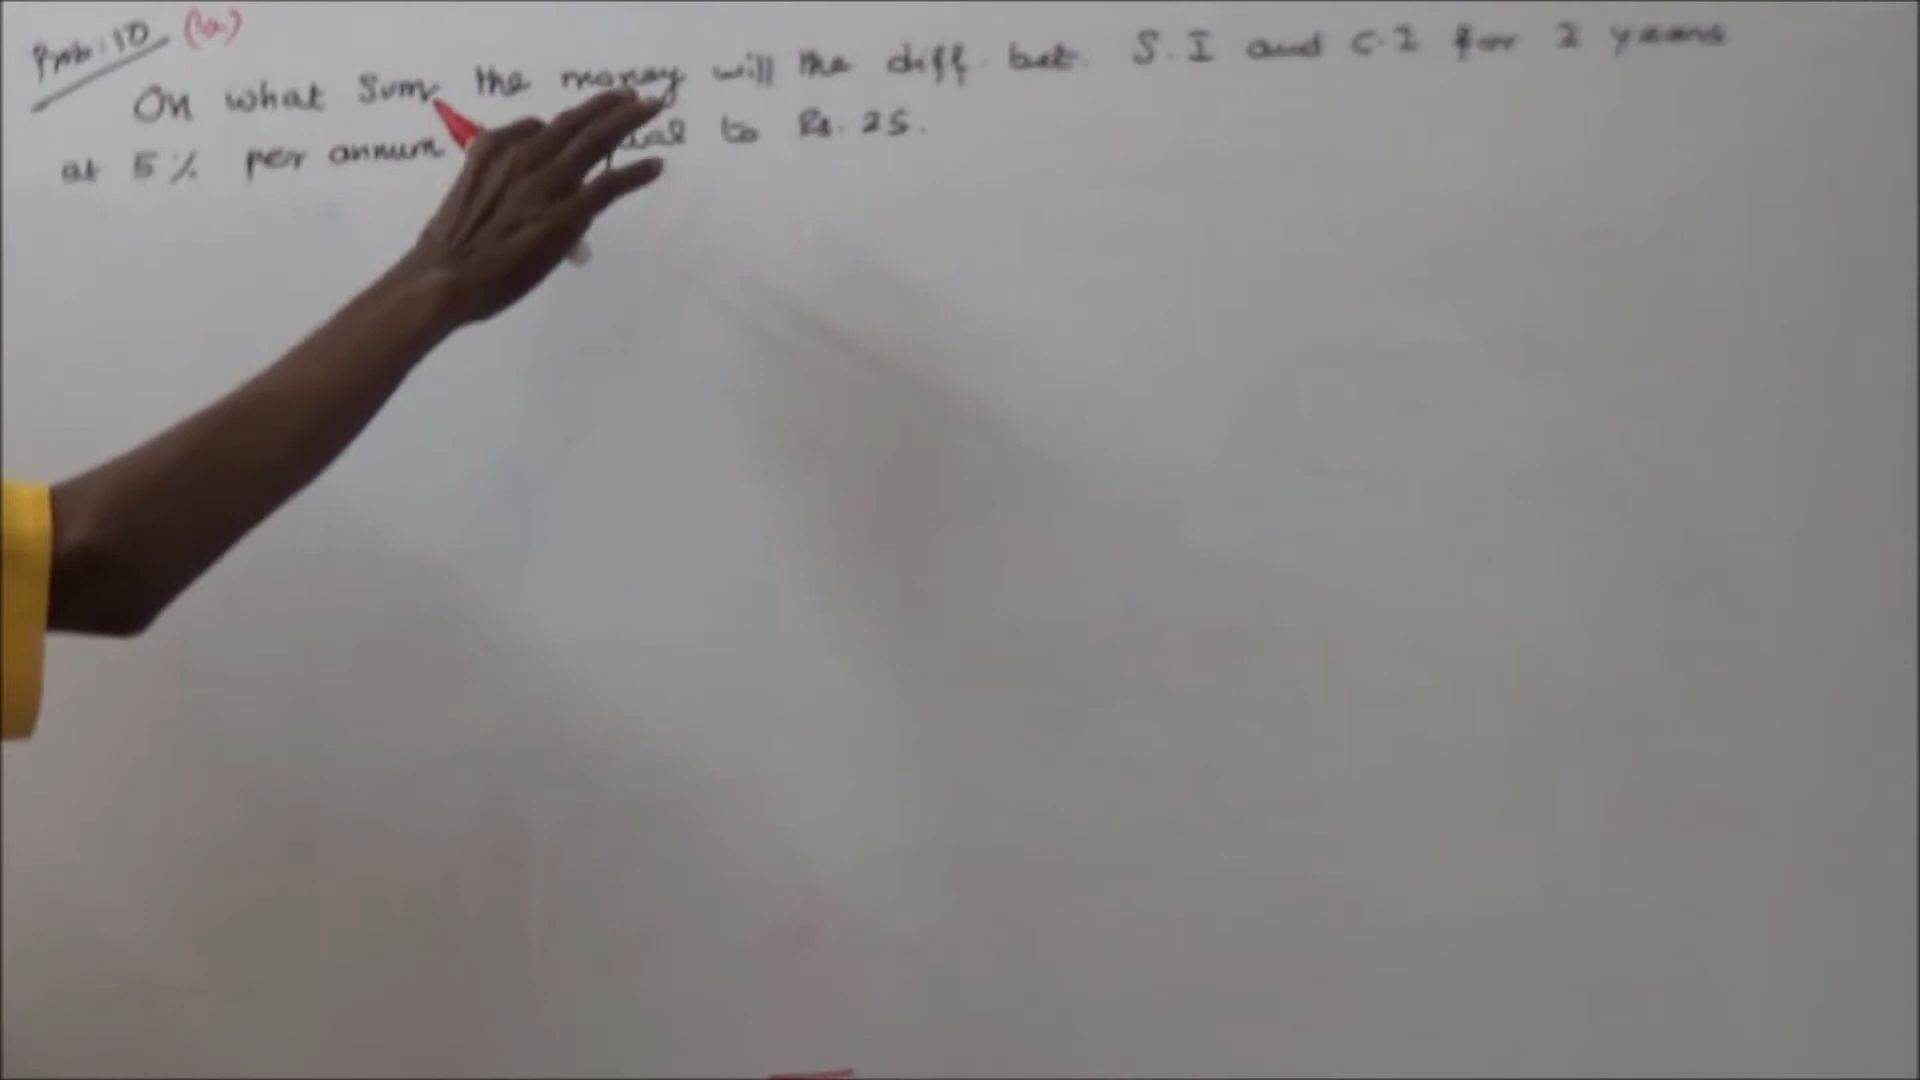 Prob: 10 (a)
On what Sum the money will the diff. bet. S.I and C.I for 2 years
at 5% per annum to Rs. 25.